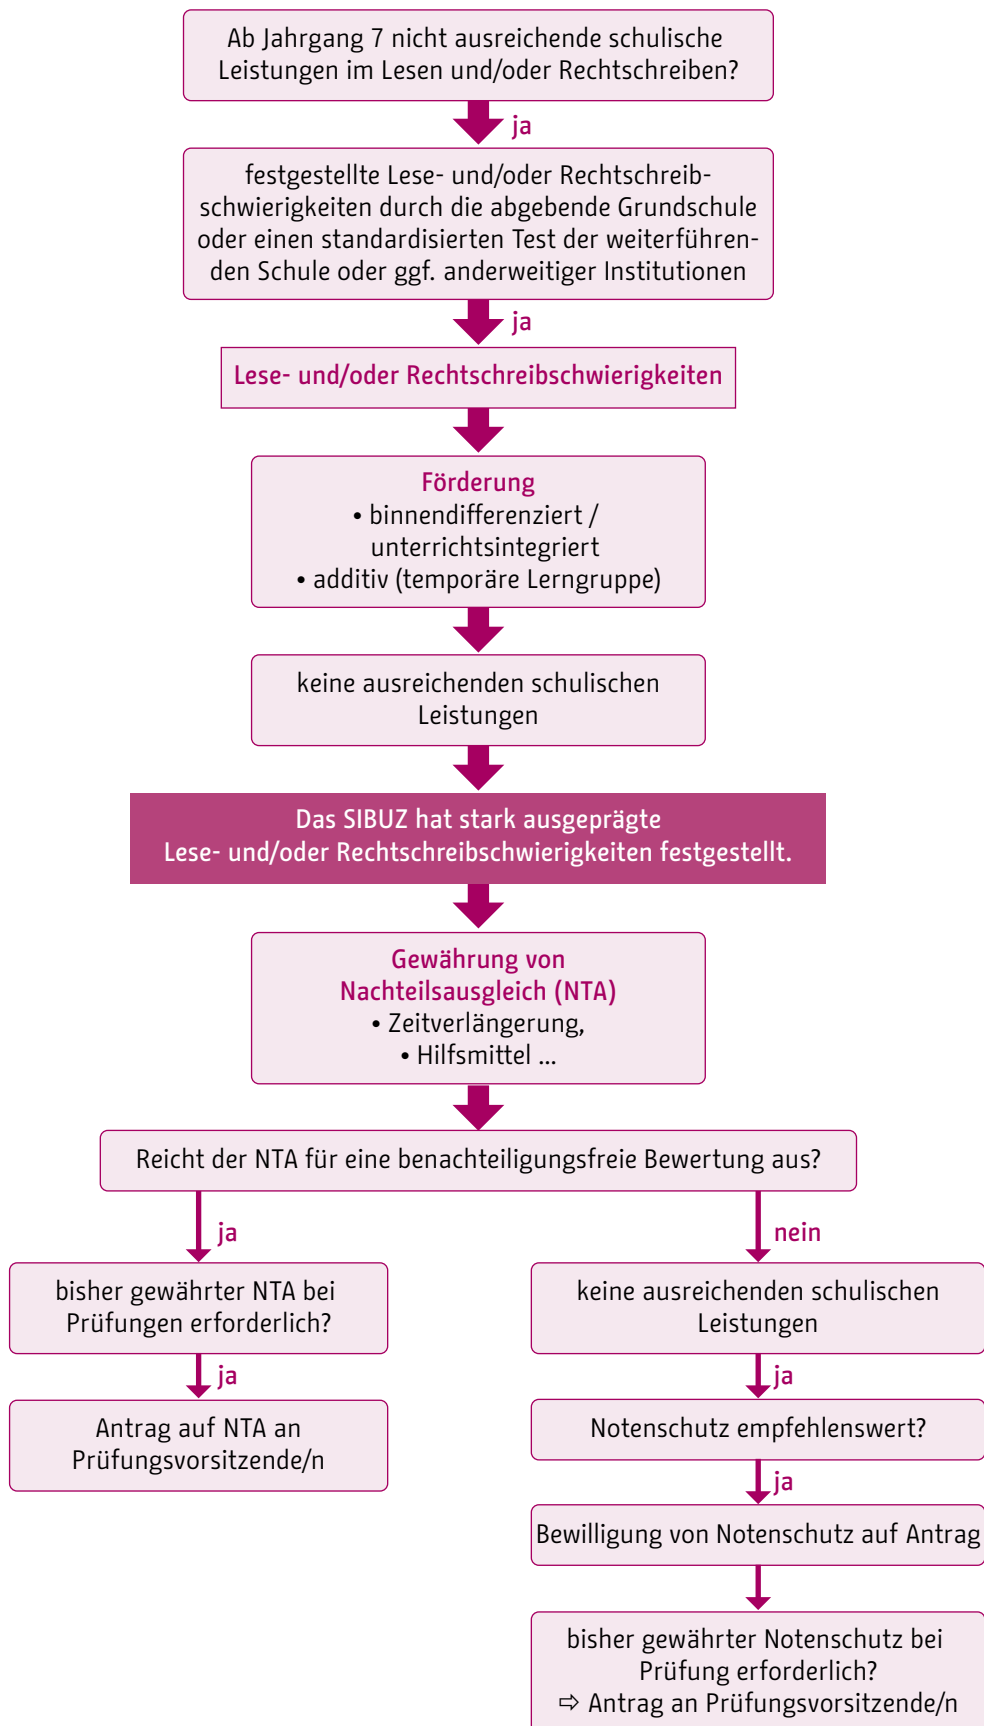 Ab Jahrgang 7 nicht ausreichende schulische
Leistungen im Lesen und/oder Rechtschreiben?
ja
festgestellte Lese- und/oder Rechtschreib-
schwierigkeiten durch die abgebende Grundschule
oder einen standardisierten Test der weiterführen-
den Schule oder ggf. anderweitiger Institutionen
ja
Lese- und/oder Rechtschreibschwierigkeiten
Förderung
• binnendifferenziert /
unterrichtsintegriert
• additiv (temporäre Lerngruppe)
keine ausreichenden schulischen
Leistungen
Das SIBUZ hat stark ausgeprägte
Lese- und/oder Rechtschreibschwierigkeiten festgestellt.
Gewährung von
Nachteilsausgleich (NTA)
• Zeitverlängerung,
• Hilfsmittel ...
Reicht der NTA für eine benachteiligungsfreie Bewertung aus?
ja
bisher gewährter NTA bei
Prüfungen erforderlich?
ja
Antrag auf NTA an
Prüfungsvorsitzende/n
nein
keine ausreichenden schulischen
Leistungen
ja
Notenschutz empfehlenswert?
ja
Bewilligung von Notenschutz auf Antrag
bisher gewährter Notenschutz bei
Prüfung erforderlich?
⇨ Antrag an Prüfungsvorsitzende/n